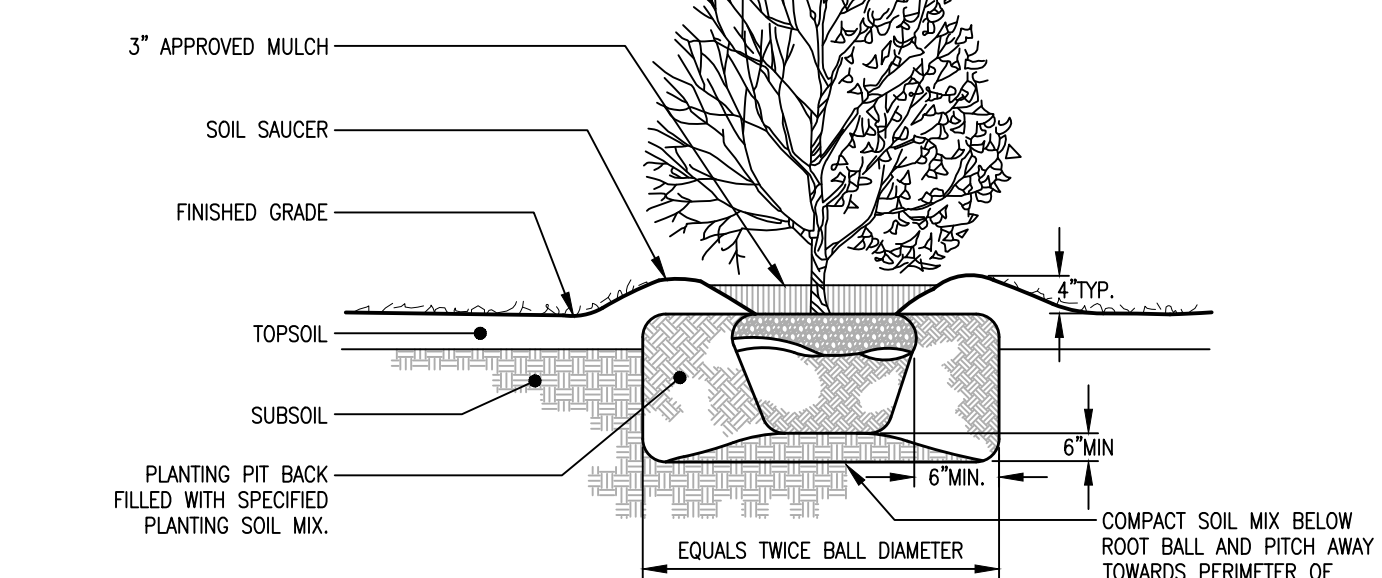 3" APPROVED MULCH
SOIL SAUCER
FINISHED GRADE
TOPSOIL
SUBSOIL
PLANTING PIT BACK
FILLED WITH SPECIFIED
PLANTING SOIL MIX.
4"TYP.
6"MIN
6"MIN.
EQUALS TWICE BALL DIAMETER
COMPACT SOIL MIX BELOW
ROOT BALL AND PITCH AWAY
TOWARDS PERIMETER OF